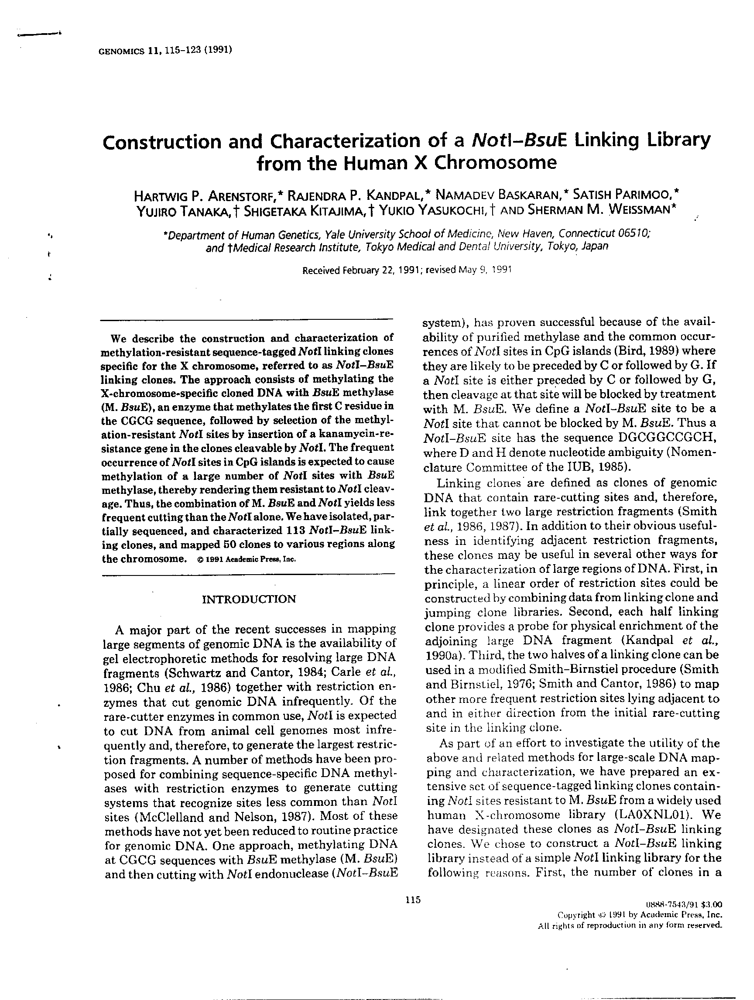 GENOMICS 11, 115–123 (1991)
Construction and Characterization of a NotI–BsuE Linking Library
from the Human X Chromosome
HARTWIG P. ARENSTORF,* RAJENDRA P. KANDPAL,* NAMADEV BASKARAN,* SATISH PARIMOO,*
YUJIRO TANAKA,† SHIGETAKA KITAJIMA,† YUKIO YASUKOCHI,† AND SHERMAN M. WEISSMAN*
*Department of Human Genetics, Yale University School of Medicine, New Haven, Connecticut 06510;
and †Medical Research Institute, Tokyo Medical and Dental University, Tokyo, Japan
Received February 22, 1991; revised May 9, 1991
We describe the construction and characterization of
methylation-resistant sequence-tagged NotI linking clones
specific for the X chromosome, referred to as NotI–BsuE
linking clones. The approach consists of methylating the
X-chromosome-specific cloned DNA with BsuE methylase
(M. BsuE), an enzyme that methylates the first C residue in
the CGCG sequence, followed by selection of the methyl-
ation-resistant NotI sites by insertion of a kanamycin-re-
sistance gene in the clones cleavable by NotI. The frequent
occurrence of NotI sites in CpG islands is expected to cause
methylation of a large number of NotI sites with BsuE
methylase, thereby rendering them resistant to NotI cleav-
age. Thus, the combination of M. BsuE and NotI yields less
frequent cutting than the NotI alone. We have isolated, par-
tially sequenced, and characterized 113 NotI–BsuE link-
ing clones, and mapped 50 clones to various regions along
the chromosome. © 1991 Academic Press, Inc.
INTRODUCTION
A major part of the recent successes in mapping
large segments of genomic DNA is the availability of
gel electrophoretic methods for resolving large DNA
fragments (Schwartz and Cantor, 1984; Carle et al.,
1986; Chu et al., 1986) together with restriction en-
zymes that cut genomic DNA infrequently. Of the
rare-cutter enzymes in common use, NotI is expected
to cut DNA from animal cell genomes most infre-
quently and, therefore, to generate the largest restric-
tion fragments. A number of methods have been pro-
posed for combining sequence-specific DNA methyl-
ases with restriction enzymes to generate cutting
systems that recognize sites less common than NotI
sites (McClelland and Nelson, 1987). Most of these
methods have not yet been reduced to routine practice
for genomic DNA. One approach, methylating DNA
at CGCG sequences with BsuE methylase (M. BsuE)
and then cutting with NotI endonuclease (NotI–BsuE
system), has proven successful because of the avail-
ability of purified methylase and the common occur-
rences of NotI sites in CpG islands (Bird, 1989) where
they are likely to be preceded by C or followed by G. If
a NotI site is either preceded by C or followed by G,
then cleavage at that site will be blocked by treatment
with M. BsuE. We define a NotI–BsuE site to be a
NotI site that cannot be blocked by M. BsuE. Thus a
NotI–BsuE site has the sequence DGCGGCCGCH,
where D and H denote nucleotide ambiguity (Nomen-
clature Committee of the IUB, 1985).
Linking clones are defined as clones of genomic
DNA that contain rare-cutting sites and, therefore,
link together two large restriction fragments (Smith
et al., 1986, 1987). In addition to their obvious useful-
ness in identifying adjacent restriction fragments,
these clones may be useful in several other ways for
the characterization of large regions of DNA. First, in
principle, a linear order of restriction sites could be
constructed by combining data from linking clone and
jumping clone libraries. Second, each half linking
clone provides a probe for physical enrichment of the
adjoining large DNA fragment (Kandpal et al.,
1990a). Third, the two halves of a linking clone can be
used in a modified Smith–Birnstiel procedure (Smith
and Birnstiel, 1976; Smith and Cantor, 1986) to map
other more frequent restriction sites lying adjacent to
and in either direction from the initial rare-cutting
site in the linking clone.
As part of an effort to investigate the utility of the
above and related methods for large-scale DNA map-
ping and characterization, we have prepared an ex-
tensive set of sequence-tagged linking clones contain-
ing NotI sites resistant to M. BsuE from a widely used
human X-chromosome library (LA0XNL01). We
have designated these clones as NotI–BsuE linking
clones. We chose to construct a NotI–BsuE linking
library instead of a simple NotI linking library for the
following reasons. First, the number of clones in a
115
0888-7543/91 $3.00
Copyright © 1991 by Academic Press, Inc.
All rights of reproduction in any form reserved.